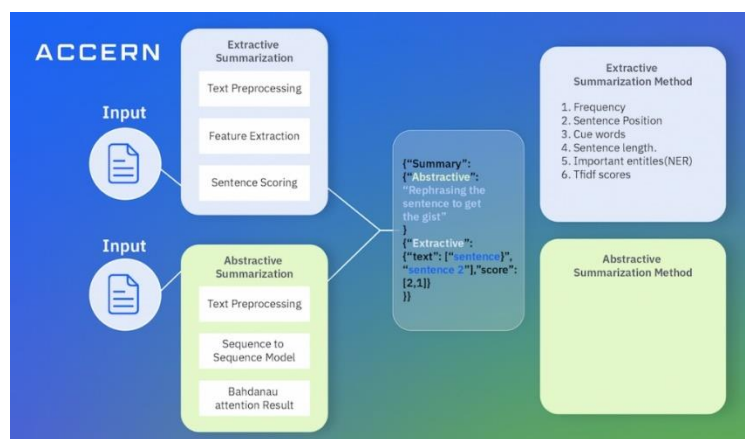 ACCERN
Input
Extractive
Summarization
Text Preprocessing
Feature Extraction
Sentence Scoring
Input
Abstractive
Summarization
Text Preprocessing
Sequence to
Sequence Model
Bahdanau
attention Result
{“Summary”:
{“Abstractive”:
“Rephrasing the
sentence to get
the gist”
}
{“Extractive”:
{“text”: [“sentence}”,
“sentence 2”],”score”:
[2,1]}
}}
Extractive
Summarization Method
1. Frequency
2. Sentence Position
3. Cue words
4. Sentence length.
5. Important entities(NER)
6. Tfidf scores
Abstractive
Summarization Method